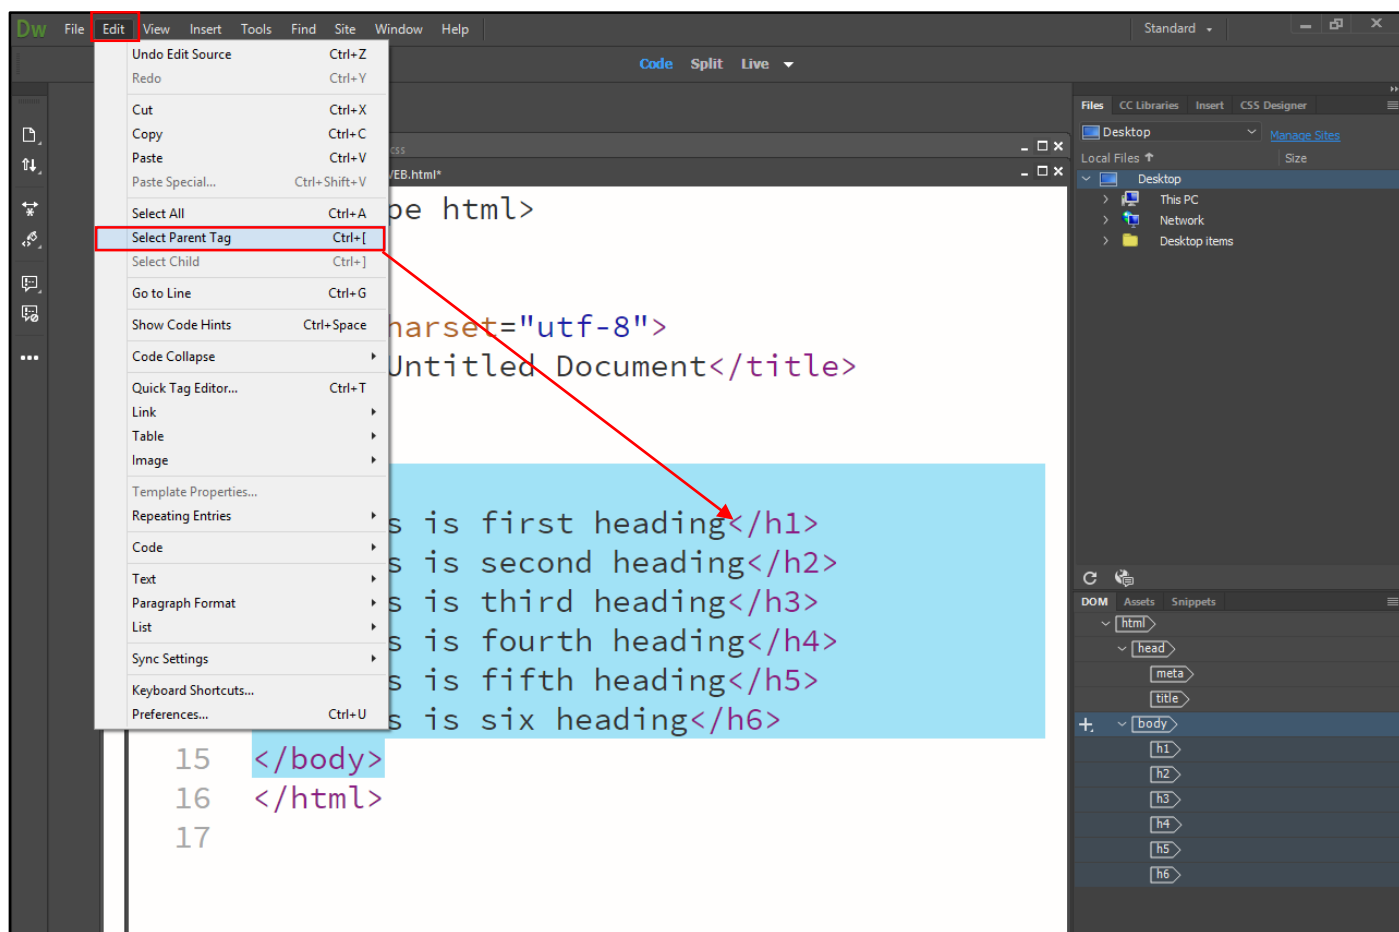 Dw File Edit View Insert Tools Find Site Window Help Standard
Code Split Live
Undo Edit Source Ctrl+Z
Redo Ctrl+Y
Cut Ctrl+X
Copy Ctrl+C
Paste Ctrl+V
Paste Special... Ctrl+Shift+V
Select All Ctrl+A
Select Parent Tag Ctrl+[
Select Child Ctrl+]
Go to Line Ctrl+G
Show Code Hints Ctrl+Space
Code Collapse
Quick Tag Editor... Ctrl+T
Link
Table
Image
Template Properties...
Repeating Entries
Code
Text
Paragraph Format
List
Sync Settings
Keyboard Shortcuts...
Preferences... Ctrl+U
css
EB.html*
pe html>
harset="utf-8">
Untitled Document</title>
s is first heading</h1>
s is second heading</h2>
s is third heading</h3>
s is fourth heading</h4>
s is fifth heading</h5>
s is six heading</h6>
15 </body>
16 </html>
17
Files CC Libraries Insert CSS Designer
Desktop Manage Sites
Local Files Size
Desktop
This PC
Network
Desktop items
DOM Assets Snippets
html
head
meta
title
body
h1
h2
h3
h4
h5
h6